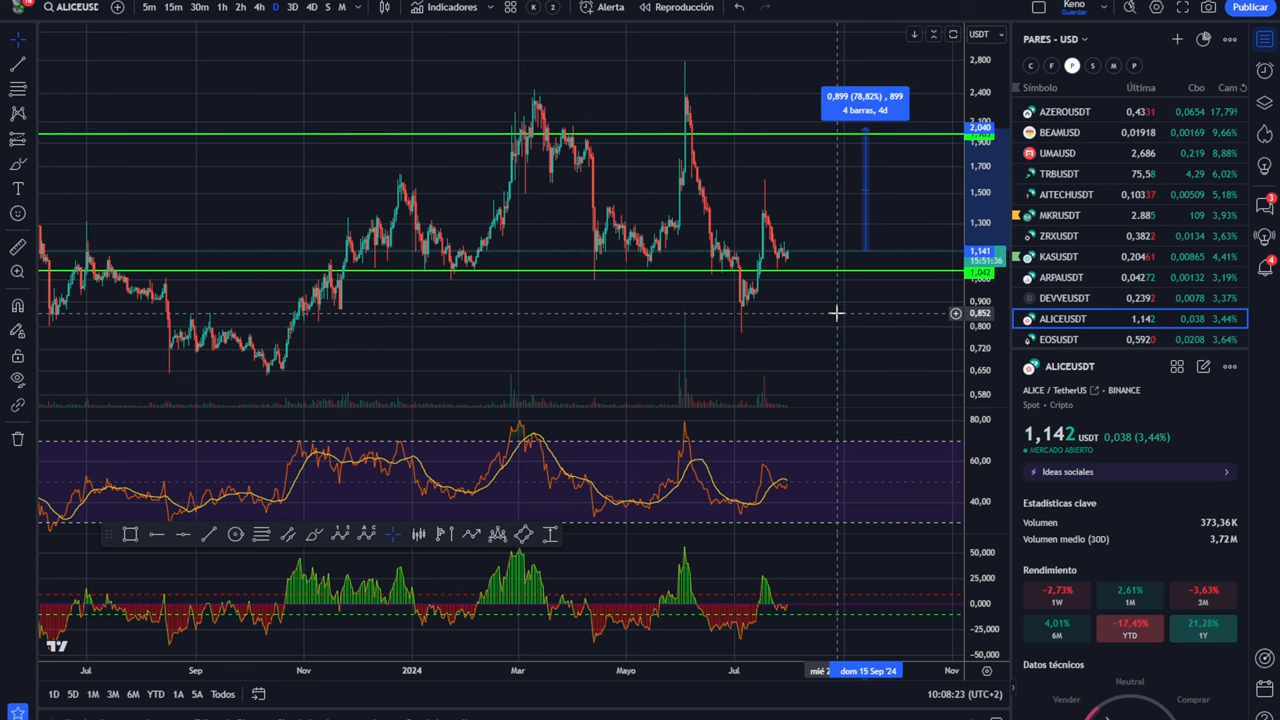 ALICEUSD
5m 15m 30m 1h 2h 4h D 3D 4D S M
Indicadores
K 2
Alerta
Reproducción
Keno
Guardar
Publicar
USDT
2,800
2,400
2,100
2,040
1,900
1,700
1,500
1,300
1,141
15:51:36
1,042
0,900
0,852
0,800
0,720
0,650
0,580
0,899 (78,82%) , 899
4 barras, 4d
80,00
60,00
40,00
50,000
25,000
0,000
−25,000
−50,000
Jul Sep Nov 2024 Mar Mayo Jul mié 2 dom 15 Sep '24 Nov
1D 5D 1M 3M 6M YTD 1A 5A Todos
10:08:23 (UTC+2)
PARES - USD
C F P S M P
Símbolo Última Cbo Cam
AZEROUSDT 0,4331 0,0654 17,79%
BEAMUSD 0,01918 0,00169 9,66%
UMAUSD 2,686 0,219 8,88%
TRBUSDT 75,58 4,29 6,02%
AITECHUSDT 0,10337 0,00509 5,18%
MKRUSDT 2.885 109 3,93%
ZRXUSDT 0,3822 0,0134 3,63%
KASUSDT 0,20461 0,00865 4,41%
ARPAUSDT 0,04272 0,00132 3,19%
DEVVEUSDT 0,2392 0,0078 3,37%
ALICEUSDT 1,142 0,038 3,44%
EOSUSDT 0,5920 0,0208 3,64%
ALICEUSDT
ALICE / TetherUS • BINANCE
Spot • Cripto
1,142 USDT 0,038 (3,44%)
MERCADO ABIERTO
Ideas sociales
Estadísticas clave
Volumen 373,36K
Volumen medio (30D) 3,72M
Rendimiento
−2,73% 2,61% −3,63%
1W 1M 3M
4,01% −17,45% 21,28%
6M YTD 1Y
Datos técnicos
Neutral
Vender Comprar
3
4